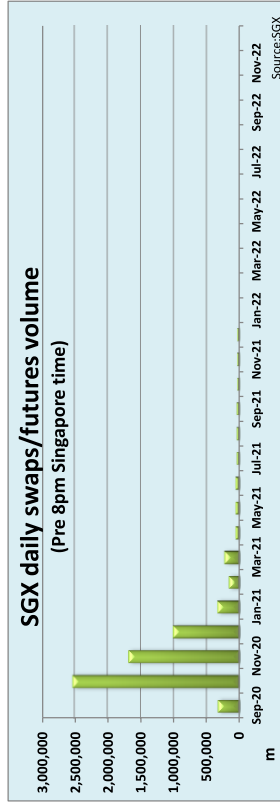 SGX daily swaps/futures volume
(Pre 8pm Singapore time)
3,000,000
2,500,000
2,000,000
1,500,000
1,000,000
500,000
0
m
Sep-20
Nov-20
Jan-21
Mar-21
May-21
Jul-21
Sep-21
Nov-21
Jan-22
Mar-22
May-22
Jul-22
Sep-22
Nov-22
Source:SGX